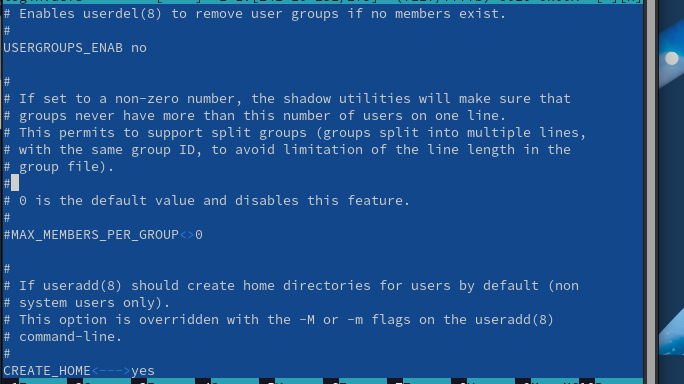 # Enables userdel(8) to remove user groups if no members exist.
#
USERGROUPS_ENAB no
#
# If set to a non-zero number, the shadow utilities will make sure that
# groups never have more than this number of users on one line.
# This permits to support split groups (groups split into multiple lines,
# with the same group ID, to avoid limitation of the line length in the
# group file).
#
# 0 is the default value and disables this feature.
#
#MAX_MEMBERS_PER_GROUP<>0
#
# If useradd(8) should create home directories for users by default (non
# system users only).
# This option is overridden with the -M or -m flags on the useradd(8)
# command-line.
#
CREATE_HOME<--->yes